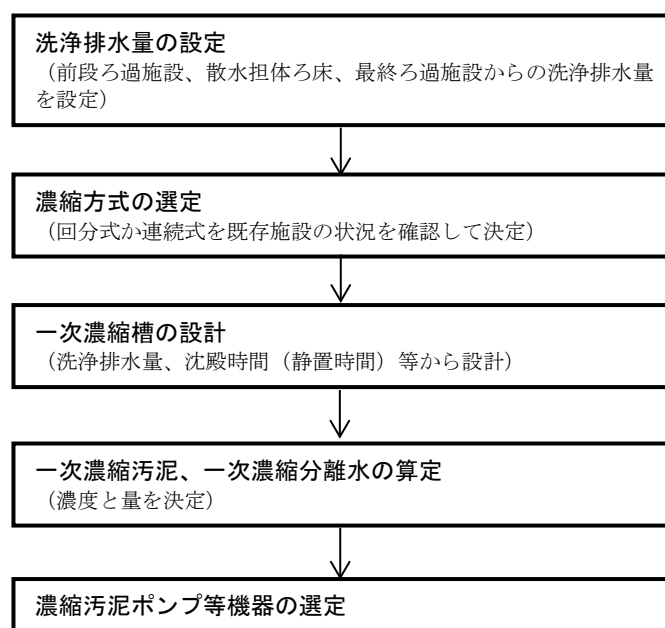 洗浄排水量の設定
（前段ろ過施設、散水担体ろ床、最終ろ過施設からの洗浄排水量
を設定）
濃縮方式の選定
（回分式か連続式を既存施設の状況を確認して決定）
一次濃縮槽の設計
（洗浄排水量、沈殿時間（静置時間）等から設計）
一次濃縮汚泥、一次濃縮分離水の算定
（濃度と量を決定）
濃縮汚泥ポンプ等機器の選定